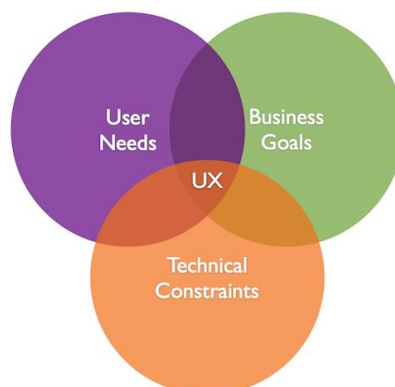 User
Needs
Business
Goals
UX
Technical
Constraints